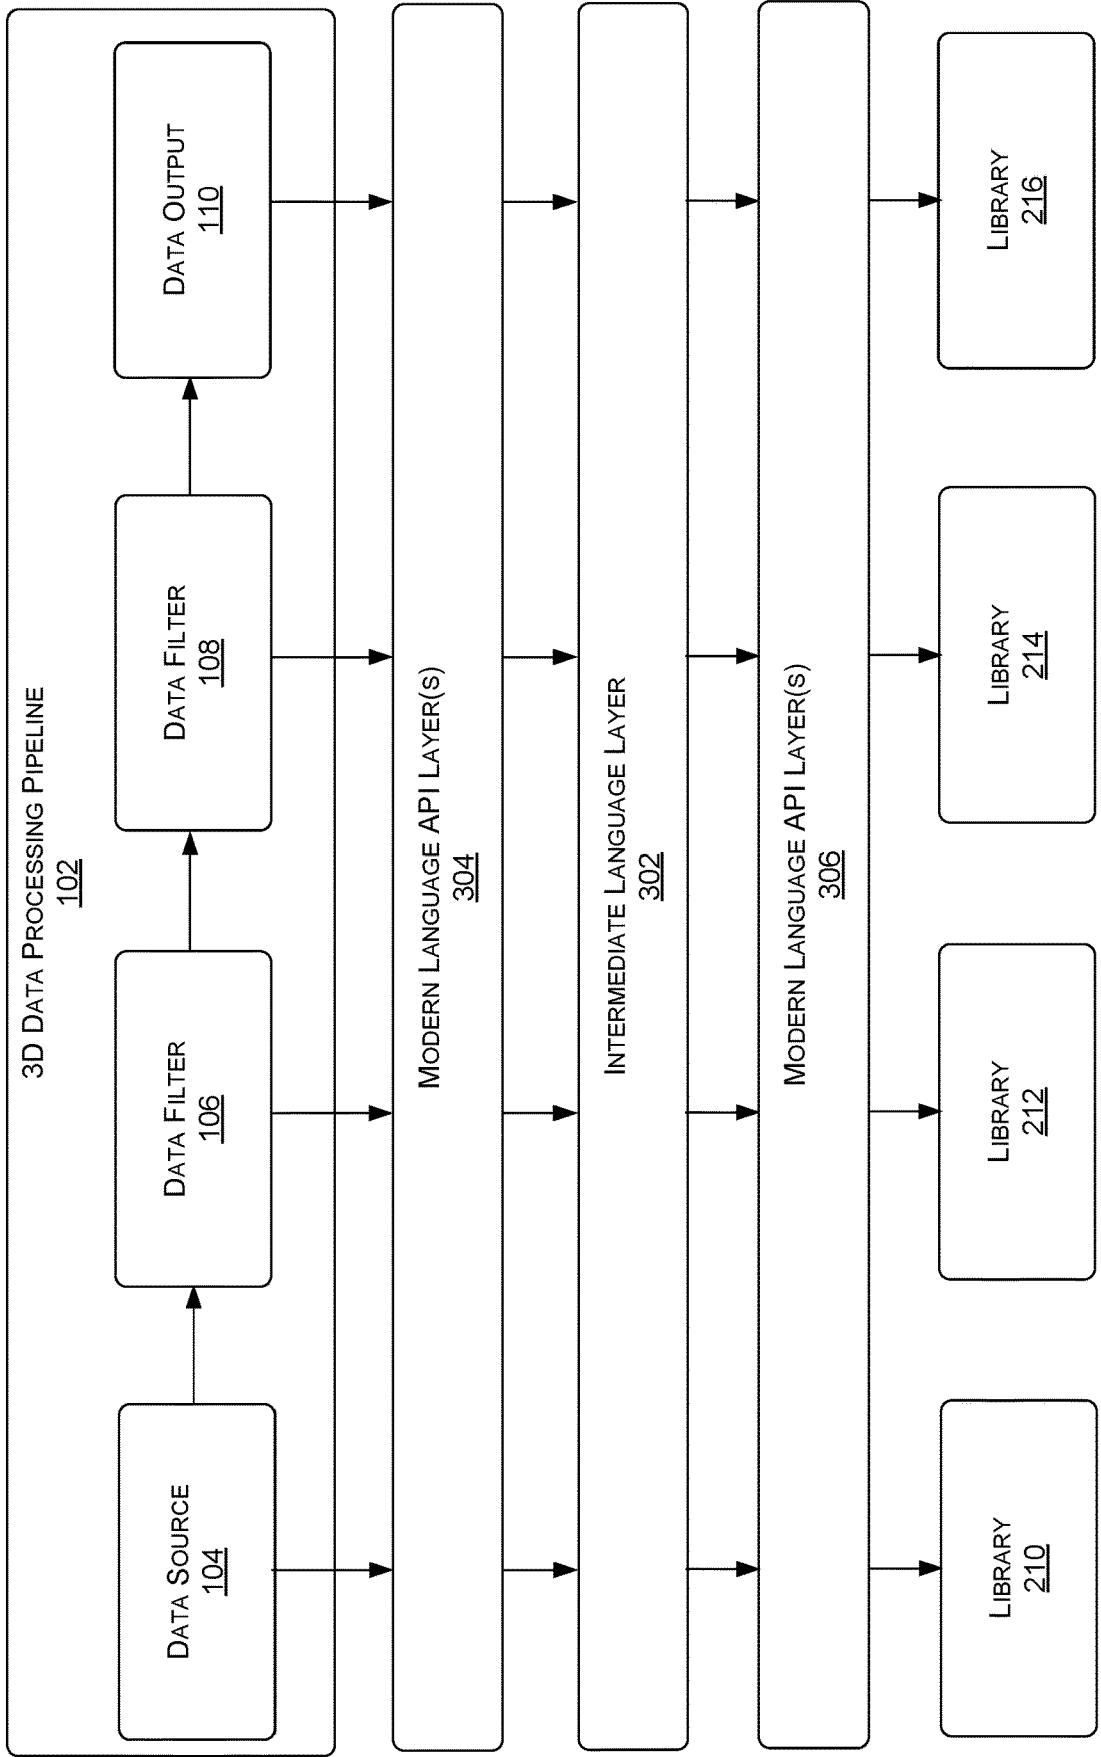 3D Data Processing Pipeline
102
Data Source
104
Data Filter
106
Data Filter
108
Data Output
110
Modern Language API Layer(s)
304
Intermediate Language Layer
302
Modern Language API Layer(s)
306
Library
210
Library
212
Library
214
Library
216